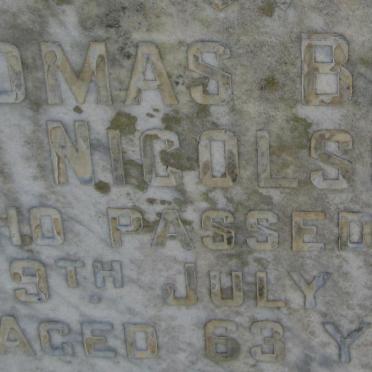 OMAS B
NICOLS
HO PASSED
9TH JULY
AGED 63 Y